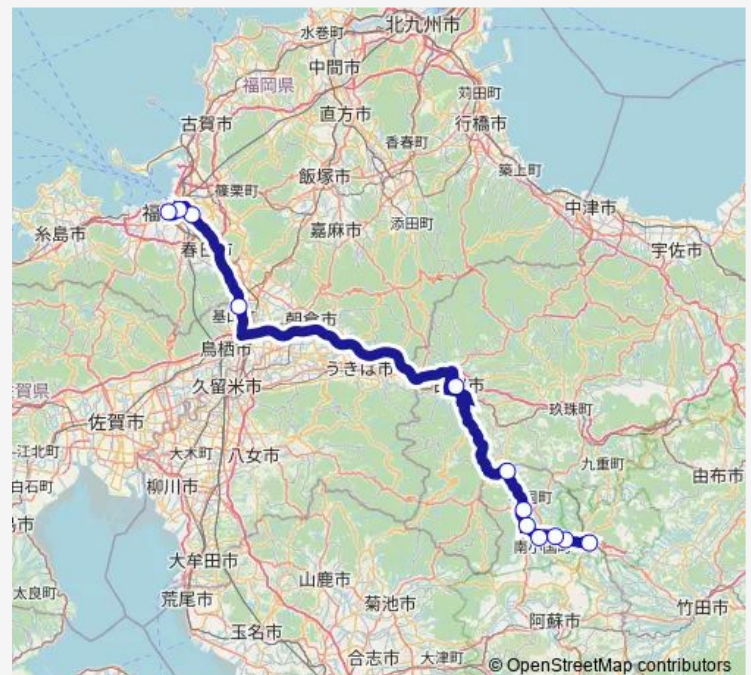 北九州市
水巻町
中間市
福岡県
苅田町
直方市
古賀市
行橋市
香春町
築上町
飯塚市
篠栗町
中津市
福
添田町
嘉麻市
糸島市
春日市
宇佐市
朝倉市
鳥栖市
うきは市
久留米市
賀県
玖珠町
佐賀市
江北町
大木町
八女市
九重町
白石町
柳川市
由布市
国町
大牟田市
南小国町
山鹿市
太良町
荒尾市
菊池市
竹田市
阿蘇市
玉名市
合志市
大津町
© OpenStreetMap contributors